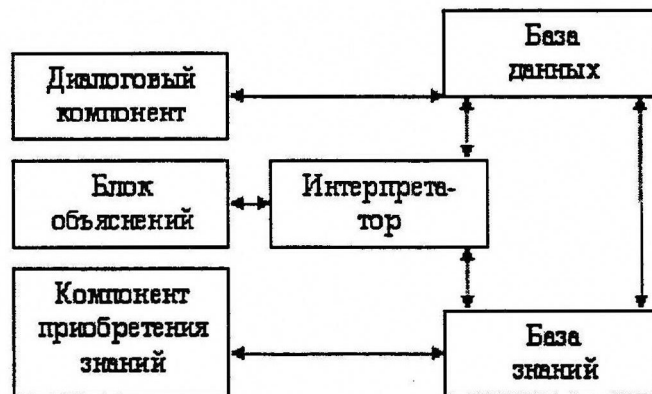 База
данных
Диалоговый
компонент
Блок
объяснений
Интерпрета-
тор
Компонент
приобретения
знаний
База
знаний